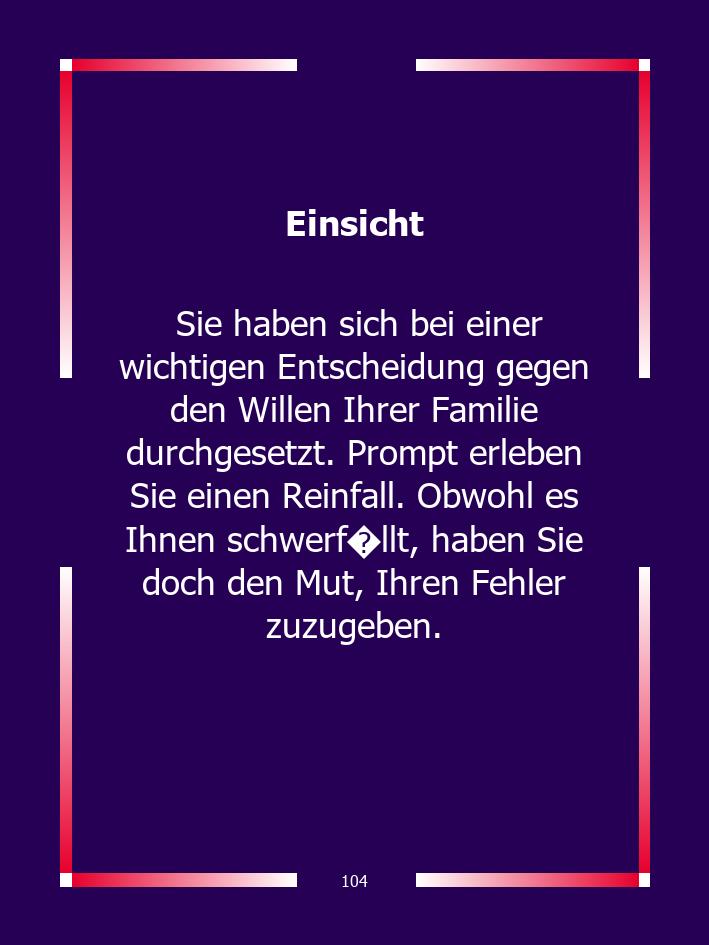 Einsicht
Sie haben sich bei einer
wichtigen Entscheidung gegen
den Willen Ihrer Familie
durchgesetzt. Prompt erleben
Sie einen Reinfall. Obwohl es
Ihnen schwerf�llt, haben Sie
doch den Mut, Ihren Fehler
zuzugeben.
104